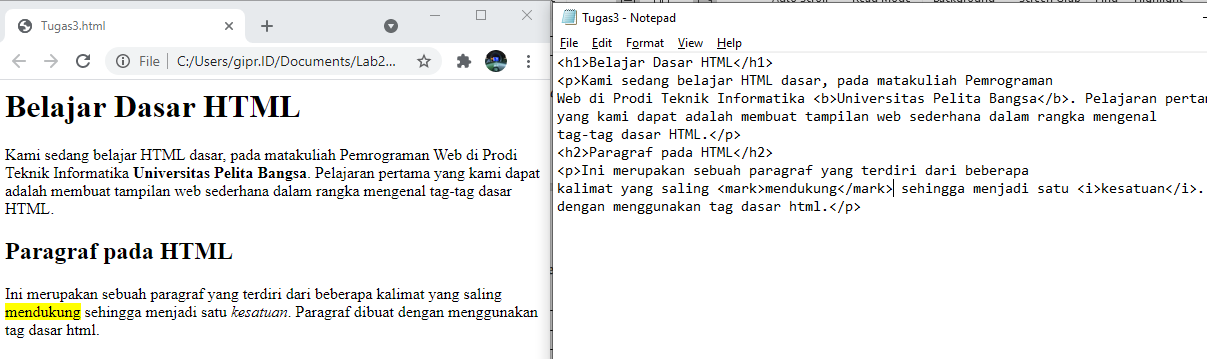 Tugas3.html
File
C:/Users/gipr.ID/Documents/Lab2...
Belajar Dasar HTML
Kami sedang belajar HTML dasar, pada matakuliah Pemrograman Web di Prodi
Teknik Informatika Universitas Pelita Bangsa. Pelajaran pertama yang kami dapat
adalah membuat tampilan web sederhana dalam rangka mengenal tag-tag dasar
HTML.
Paragraf pada HTML
Ini merupakan sebuah paragraf yang terdiri dari beberapa kalimat yang saling
mendukung sehingga menjadi satu kesatuan. Paragraf dibuat dengan menggunakan
tag dasar html.
Tugas3 - Notepad
File Edit Format View Help
<h1>Belajar Dasar HTML</h1>
<p>Kami sedang belajar HTML dasar, pada matakuliah Pemrograman
Web di Prodi Teknik Informatika <b>Universitas Pelita Bangsa</b>. Pelajaran pertam
yang kami dapat adalah membuat tampilan web sederhana dalam rangka mengenal
tag-tag dasar HTML.</p>
<h2>Paragraf pada HTML</h2>
<p>Ini merupakan sebuah paragraf yang terdiri dari beberapa
kalimat yang saling <mark>mendukung</mark> sehingga menjadi satu <i>kesatuan</i>.
dengan menggunakan tag dasar html.</p>